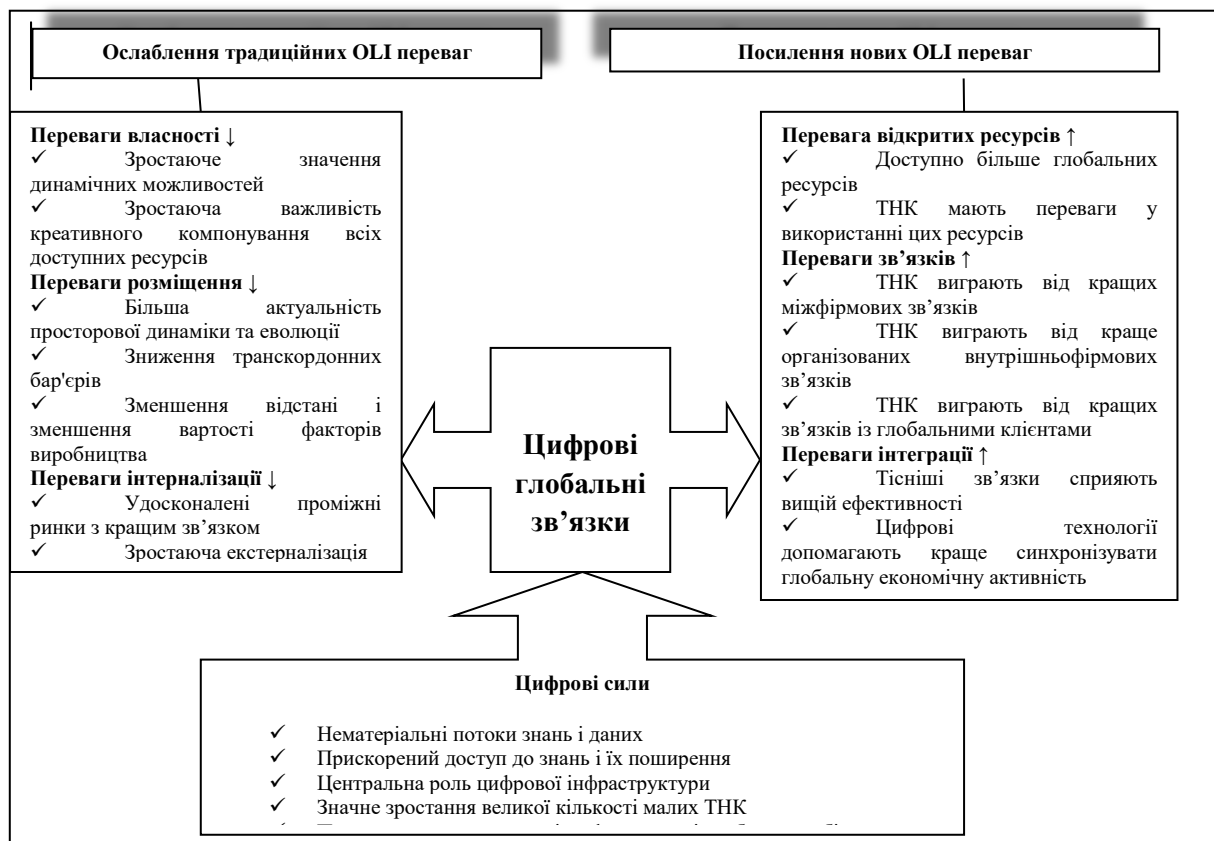 Ослаблення традиційних OLI переваг
Посилення нових OLI переваг
Переваги власності ↓
✓ Зростаюче значення
динамічних можливостей
✓ Зростаюча важливість
креативного компонування всіх
доступних ресурсів
Переваги розміщення ↓
✓ Більша актуальність
просторової динаміки та еволюції
✓ Зниження транскордонних
бар'єрів
✓ Зменшення відстані і
зменшення вартості факторів
виробництва
Переваги інтерналізації ↓
✓ Удосконалені проміжні
ринки з кращим зв’язком
✓ Зростаюча екстерналізація
Цифрові
глобальні
зв’язки
Перевага відкритих ресурсів ↑
✓ Доступно більше глобальних
ресурсів
✓ ТНК мають переваги у
використанні цих ресурсів
Переваги зв’язків ↑
✓ ТНК виграють від кращих
міжфірмових зв’язків
✓ ТНК виграють від краще
організованих внутрішньофірмових
зв’язків
✓ ТНК виграють від кращих
зв’язків із глобальними клієнтами
Переваги інтеграції ↑
✓ Тісніші зв’язки сприяють
вищій ефективності
✓ Цифрові технології
допомагають краще синхронізувати
глобальну економічну активність
Цифрові сили
✓ Нематеріальні потоки знань і даних
✓ Прискорений доступ до знань і їх поширення
✓ Центральна роль цифрової інфраструктури
✓ Значне зростання великої кількості малих ТНК